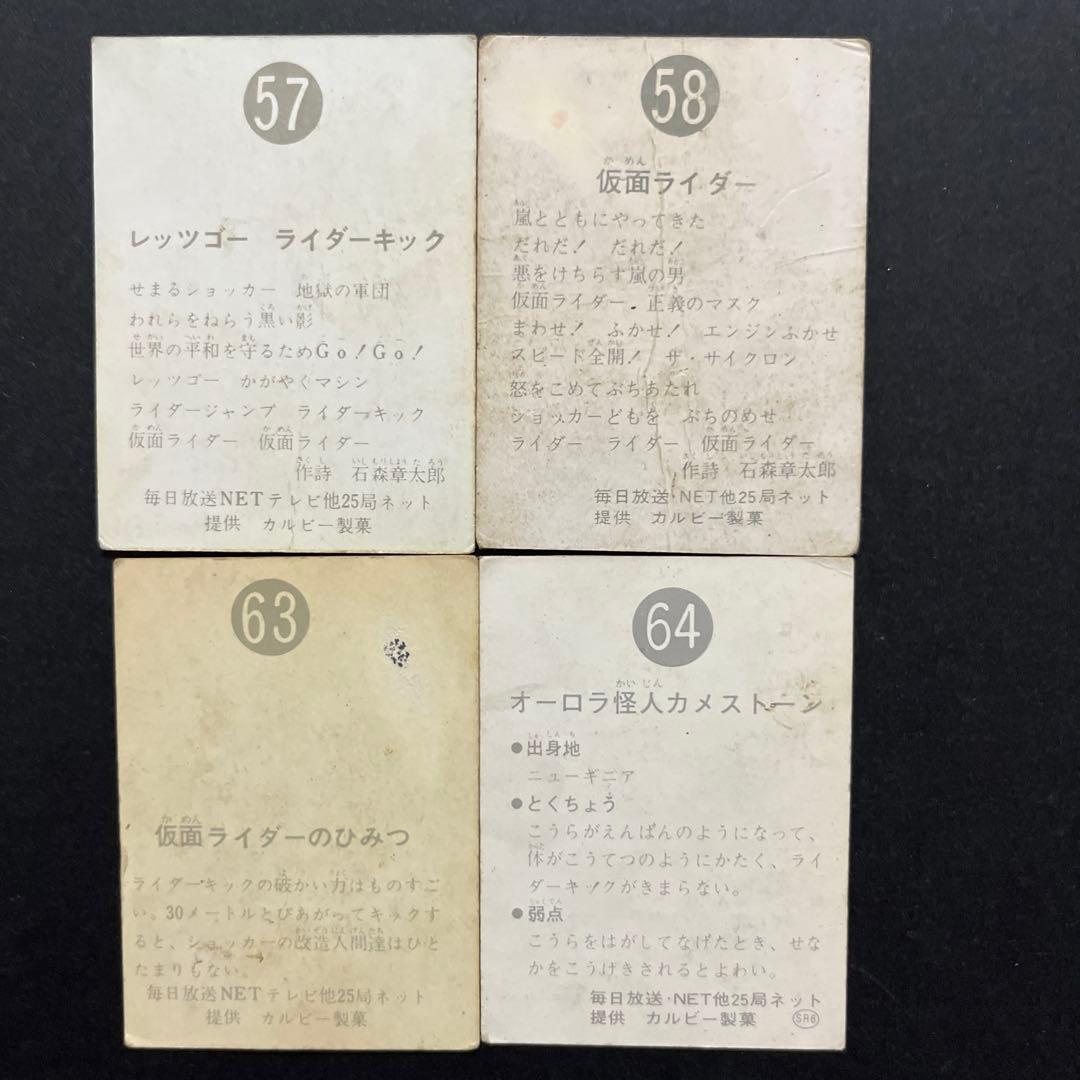 57
レッツゴー ライダーキック
せまるショッカー 地獄の軍団
われらをねらう黒い影
世界の平和を守るためGo!Go!
レッツゴー かがやくマシン
ライダージャンプ ライダーキック
仮面ライダー 仮面ライダー
作詩 石森章太郎
毎日放送NETテレビ他25局ネット
提供 カルビー製菓
58
仮面ライダー
嵐とともにやってきた
だれだ! だれだ!
悪をけちらす嵐の男
仮面ライダー 正義のマスク
まわせ! ふかせ! エンジンふかせ
スピード全開! ザ・サイクロン
怒をこめてぶちあたれ
ショッカーどもを ぶちのめせ
ライダー ライダー 仮面ライダー
作詩 石森章太郎
毎日放送・NET他25局ネット
提供 カルビー製菓
63
仮面ライダーのひみつ
ライダーキックの破かい力はものすご
い。30メートルとびあがってキックす
ると、ショッカーの改造人間達はひと
たまりもない。
毎日放送NETテレビ他25局ネット
提供 カルビー製菓
64
オーロラ怪人カメストーン
●出身地
ニューギニア
●とくちょう
こうらがえんばんのようになって、
体がこうてつのようにかたく、ライ
ダーキックがきまらない。
●弱点
こうらをはがしてなげたとき、せな
かをこうげきされるとよわい。
毎日放送・NET他25局ネット
提供 カルビー製菓 SR6